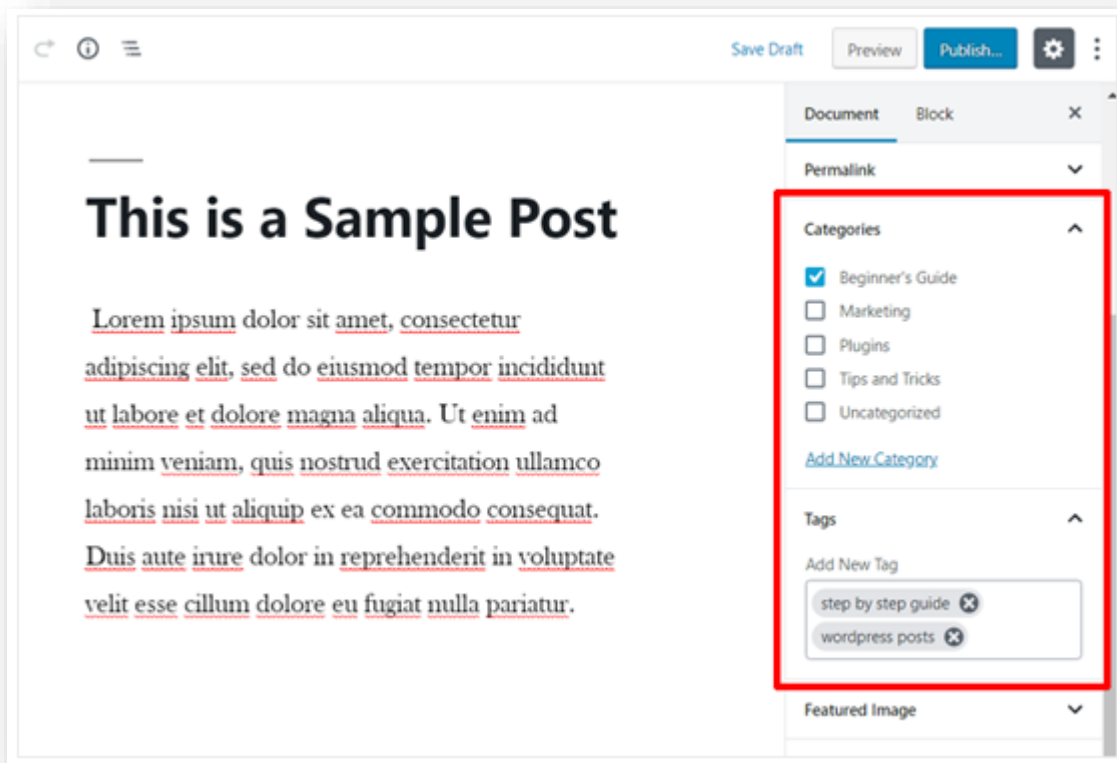 Save Draft Preview Publish...
Document Block
Permalink
This is a Sample Post
Lorem ipsum dolor sit amet, consectetur
adipiscing elit, sed do eiusmod tempor incididunt
ut labore et dolore magna aliqua. Ut enim ad
minim veniam, quis nostrud exercitation ullamco
laboris nisi ut aliquip ex ea commodo consequat.
Duis aute irure dolor in reprehenderit in voluptate
velit esse cillum dolore eu fugiat nulla pariatur.
Categories
Beginner's Guide
Marketing
Plugins
Tips and Tricks
Uncategorized
Add New Category
Tags
Add New Tag
step by step guide
wordpress posts
Featured Image